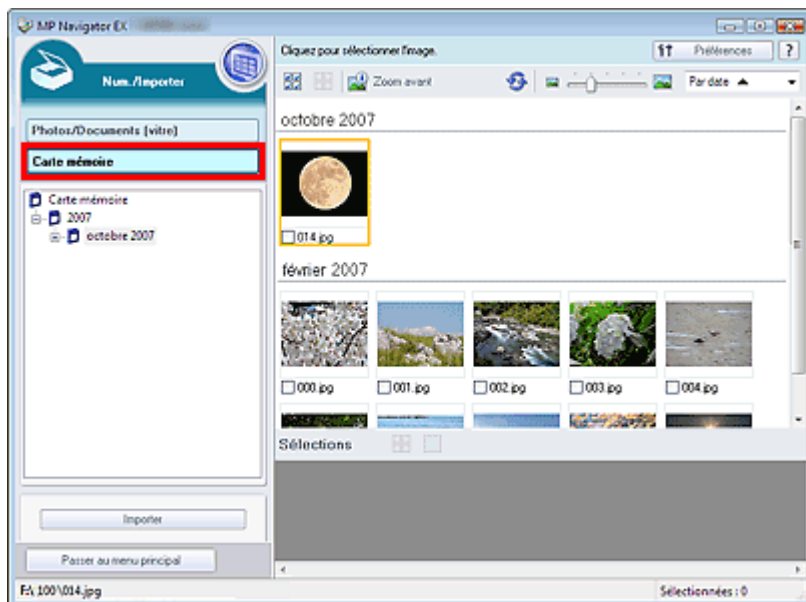 MP Navigator EX
Num./Importer
Photos/Documents (vitre)
Carte mémoire
Carte mémoire
2007
octobre 2007
Importer
Passer au menu principal
Cliquez pour sélectionner l'image.
Préférences
?
Zoom avant
Par date
octobre 2007
014.jpg
février 2007
000.jpg
001.jpg
002.jpg
003.jpg
004.jpg
Sélections
F:\ 100\014.jpg
Sélectionnées : 0